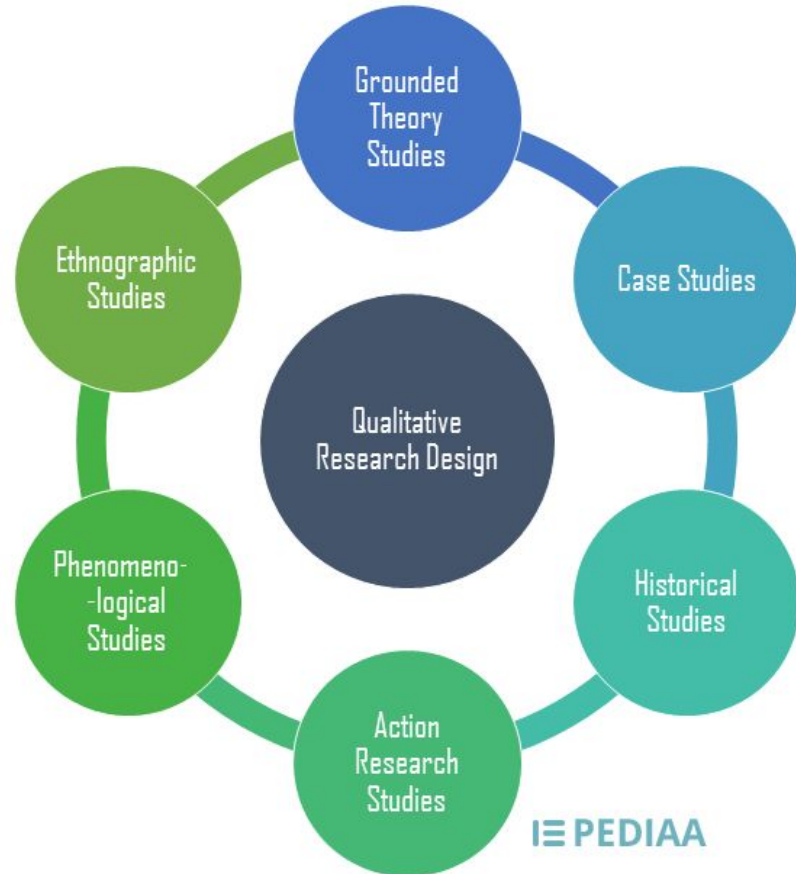 Grounded
Theory
Studies
Case Studies
Historical
Studies
Action
Research
Studies
Phenomeno-
-logical
Studies
Ethnographic
Studies
Qualitative
Research Design
PEDIAA